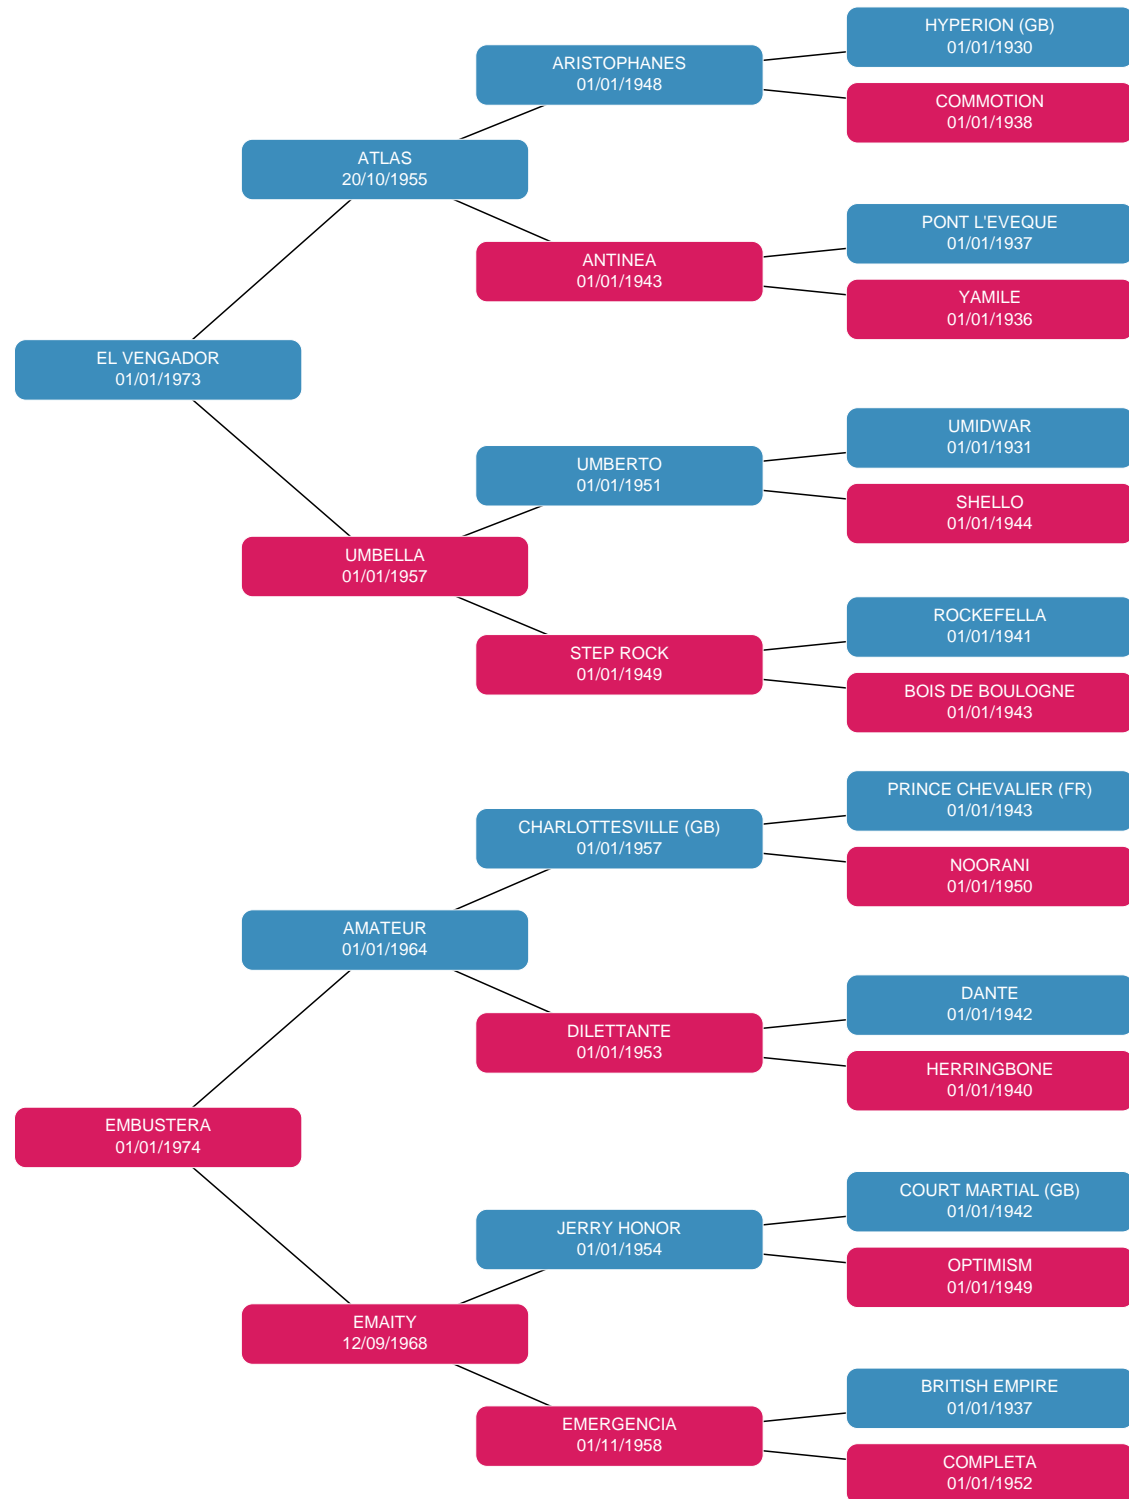 HYPERION (GB)
01/01/1930
ARISTOPHANES
01/01/1948
COMMOTION
01/01/1938
ATLAS
20/10/1955
PONT L'EVEQUE
01/01/1937
ANTINEA
01/01/1943
YAMILE
01/01/1936
EL VENGADOR
01/01/1973
UMIDWAR
01/01/1931
UMBERTO
01/01/1951
SHELLO
01/01/1944
UMBELLA
01/01/1957
ROCKEFELLA
01/01/1941
STEP ROCK
01/01/1949
BOIS DE BOULOGNE
01/01/1943
PRINCE CHEVALIER (FR)
01/01/1943
CHARLOTTESVILLE (GB)
01/01/1957
NOORANI
01/01/1950
AMATEUR
01/01/1964
DANTE
01/01/1942
DILETTANTE
01/01/1953
HERRINGBONE
01/01/1940
EMBUSTERA
01/01/1974
COURT MARTIAL (GB)
01/01/1942
JERRY HONOR
01/01/1954
OPTIMISM
01/01/1949
EMAITY
12/09/1968
BRITISH EMPIRE
01/01/1937
EMERGENCIA
01/11/1958
COMPLETA
01/01/1952